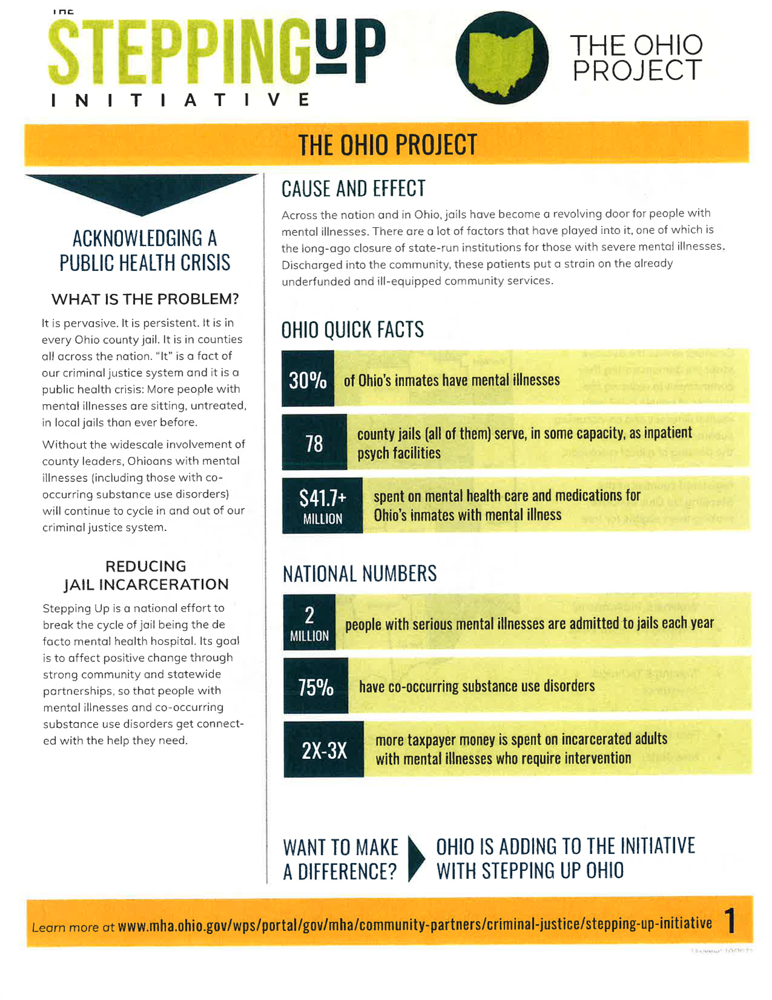 THE
STEPPING UP
INITIATIVE
THE OHIO
PROJECT
THE OHIO PROJECT
ACKNOWLEDGING A
PUBLIC HEALTH CRISIS
WHAT IS THE PROBLEM?
It is pervasive. It is persistent. It is in
every Ohio county jail. It is in counties
all across the nation. "It" is a fact of
our criminal justice system and it is a
public health crisis: More people with
mental illnesses are sitting, untreated,
in local jails than ever before.
Without the widescale involvement of
county leaders, Ohioans with mental
illnesses (including those with co-
occurring substance use disorders)
will continue to cycle in and out of our
criminal justice system.
REDUCING
JAIL INCARCERATION
Stepping Up is a national effort to
break the cycle of jail being the de
facto mental health hospital. Its goal
is to affect positive change through
strong community and statewide
partnerships, so that people with
mental illnesses and co-occurring
substance use disorders get connect-
ed with the help they need.
CAUSE AND EFFECT
Across the nation and in Ohio, jails have become a revolving door for people with
mental illnesses. There are a lot of factors that have played into it, one of which is
the long-ago closure of state-run institutions for those with severe mental illnesses.
Discharged into the community, these patients put a strain on the already
underfunded and ill-equipped community services.
OHIO QUICK FACTS
30% of Ohio's inmates have mental illnesses
78 county jails (all of them) serve, in some capacity, as inpatient
psych facilities
$41.7+
MILLION
spent on mental health care and medications for
Ohio's inmates with mental illness
NATIONAL NUMBERS
2
MILLION
people with serious mental illnesses are admitted to jails each year
75% have co-occurring substance use disorders
2X-3X
more taxpayer money is spent on incarcerated adults
with mental illnesses who require intervention
WANT TO MAKE
A DIFFERENCE?
OHIO IS ADDING TO THE INITIATIVE
WITH STEPPING UP OHIO
Learn more at www.mha.ohio.gov/wps/portal/gov/mha/community-partners/criminal-justice/stepping-up-initiative 1